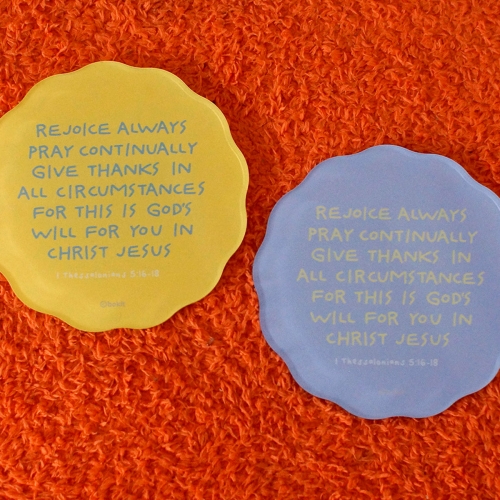 REJOICE ALWAYS
PRAY CONTINUALLY
GIVE THANKS IN
ALL CIRCUMSTANCES
FOR THIS IS GOD'S
WILL FOR YOU IN
CHRIST JESUS
1 Thessalonians 5:16-18
REJOICE ALWAYS
PRAY CONTINUALLY
GIVE THANKS IN
ALL CIRCUMSTANCES
FOR THIS IS GOD'S
WILL FOR YOU IN
CHRIST JESUS
1 Thessalonians 5:16-18